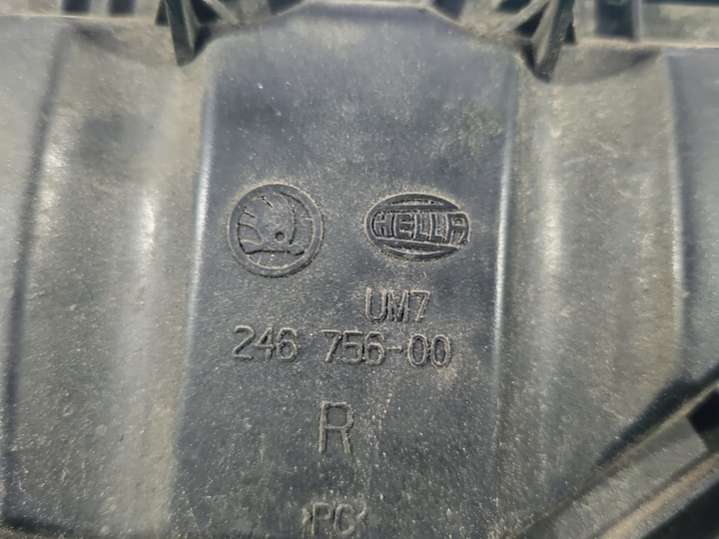 HELLA
UM7
246 756-00
R
>PC<